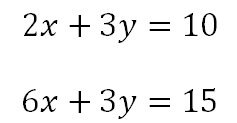 2x + 3y = 10
6x + 3y = 15